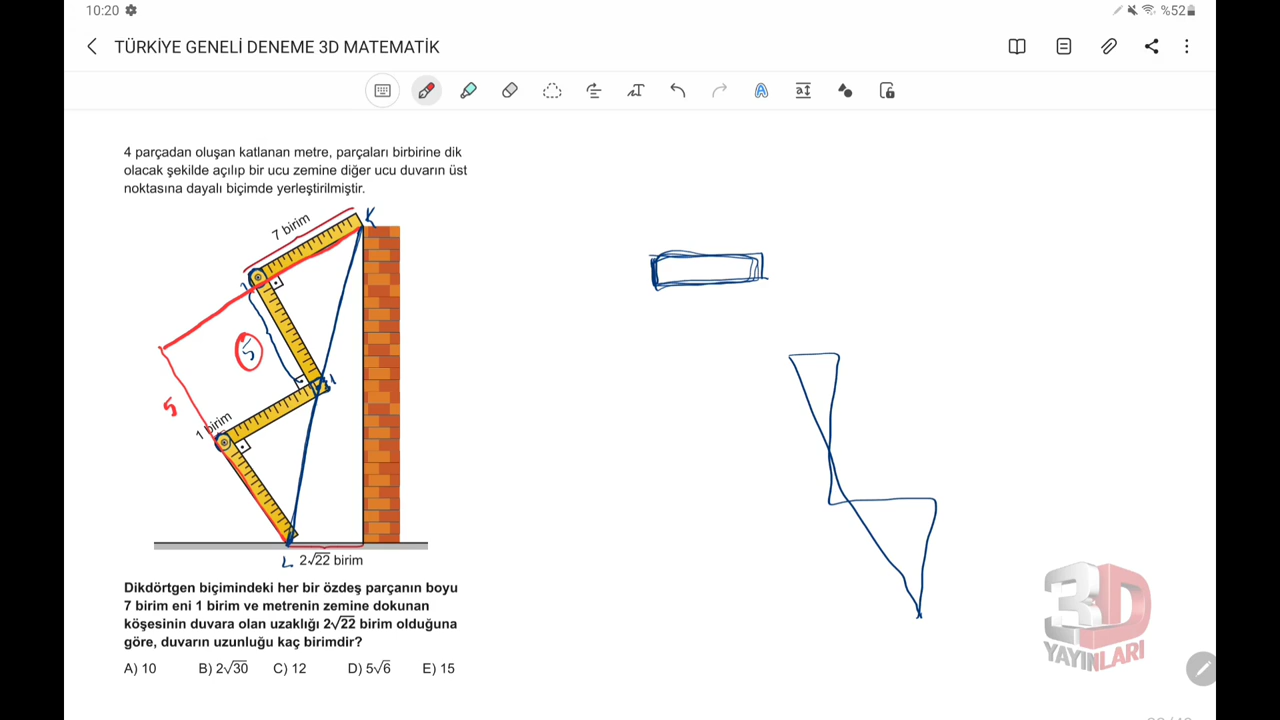 10:20
%52
TÜRKİYE GENELİ DENEME 3D MATEMATİK
4 parçadan oluşan katlanan metre, parçaları birbirine dik
olacak şekilde açılıp bir ucu zemine diğer ucu duvarın üst
noktasına dayalı biçimde yerleştirilmiştir.
K
7 birim
5
5
1 birim
L
2√22 birim
Dikdörtgen biçimindeki her bir özdeş parçanın boyu
7 birim eni 1 birim ve metrenin zemine dokunan
köşesinin duvara olan uzaklığı 2√22 birim olduğuna
göre, duvarın uzunluğu kaç birimdir?
A) 10 B) 2√30 C) 12 D) 5√6 E) 15
3D
YAYINLARI